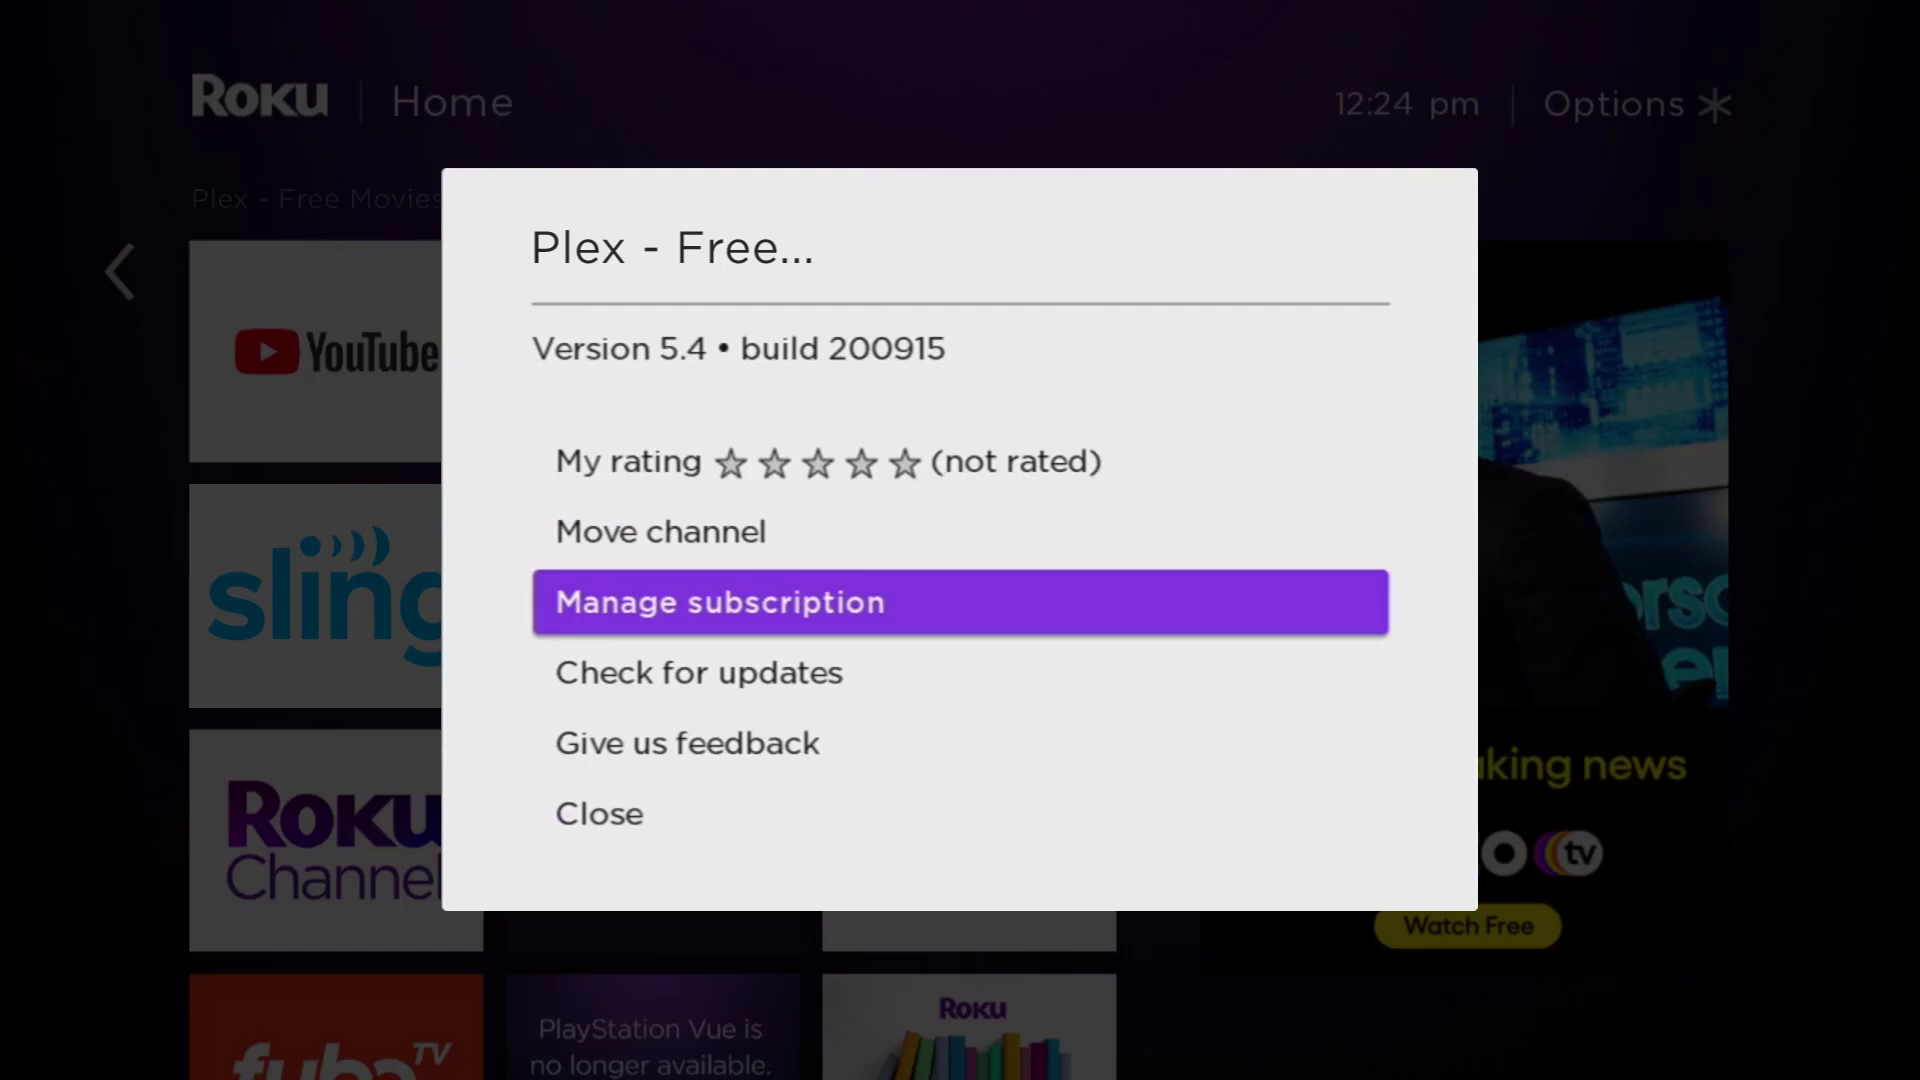 Roku
Home
12:24 pm
Options
Plex - Free Movies
YouTube
sling
Roku
Channel
Plex - Free...
Version 5.4 • build 200915
My rating ☆ ☆ ☆ ☆ ☆ (not rated)
Move channel
Manage subscription
Check for updates
Give us feedback
Close
news
tv
Watch Free
fubo TV
PlayStation Vue is
no longer available.
Roku